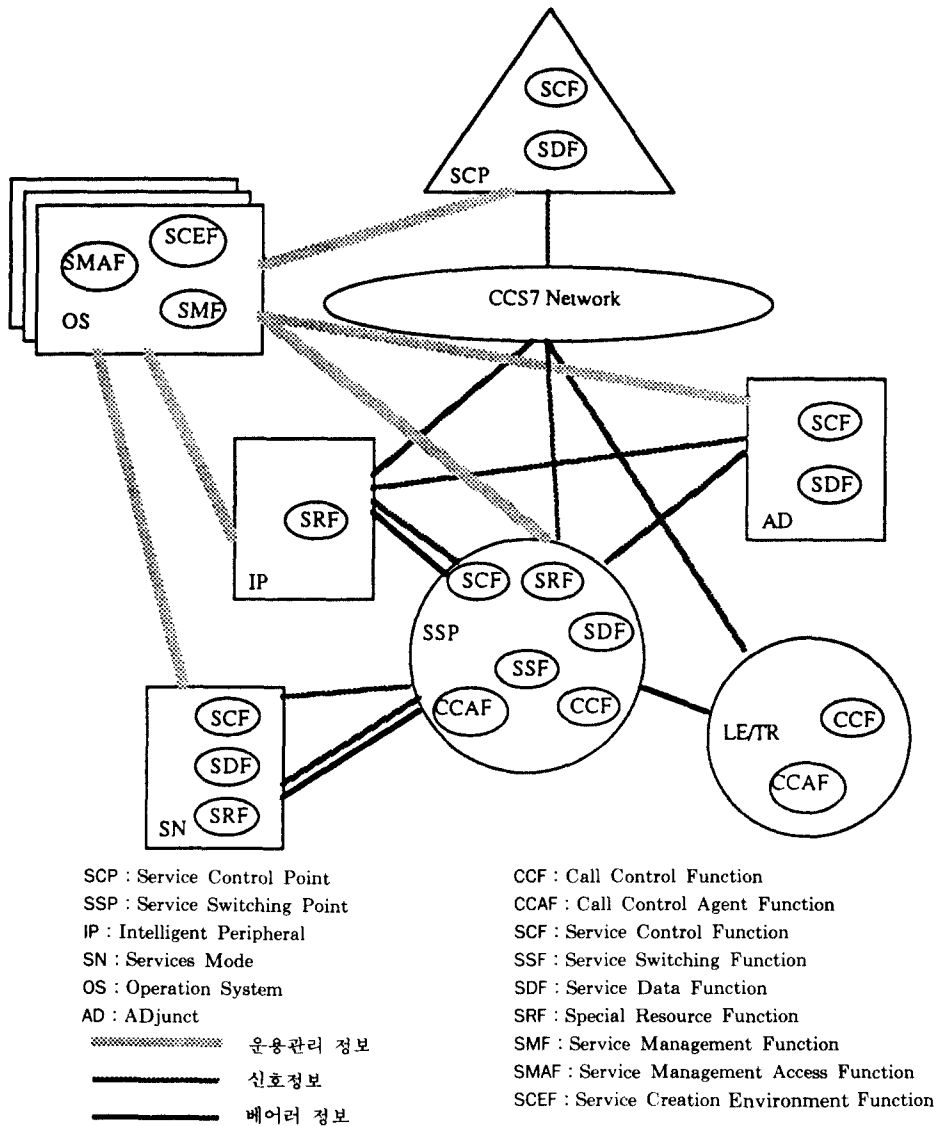 SCF
SDF
SCP
SCEF
SMAF
SMF
OS
CCS7 Network
SCF
SDF
AD
SRF
IP
SCF
SRF
SSP
SDF
SSF
CCAF
CCF
SCF
SDF
SRF
SN
LE/TR
CCF
CCAF
SCP : Service Control Point
SSP : Service Switching Point
IP : Intelligent Peripheral
SN : Services Mode
OS : Operation System
AD : ADjunct
운용관리 정보
신호정보
베어러 정보
CCF : Call Control Function
CCAF : Call Control Agent Function
SCF : Service Control Function
SSF : Service Switching Function
SDF : Service Data Function
SRF : Special Resource Function
SMF : Service Management Function
SMAF : Service Management Access Function
SCEF : Service Creation Environment Function